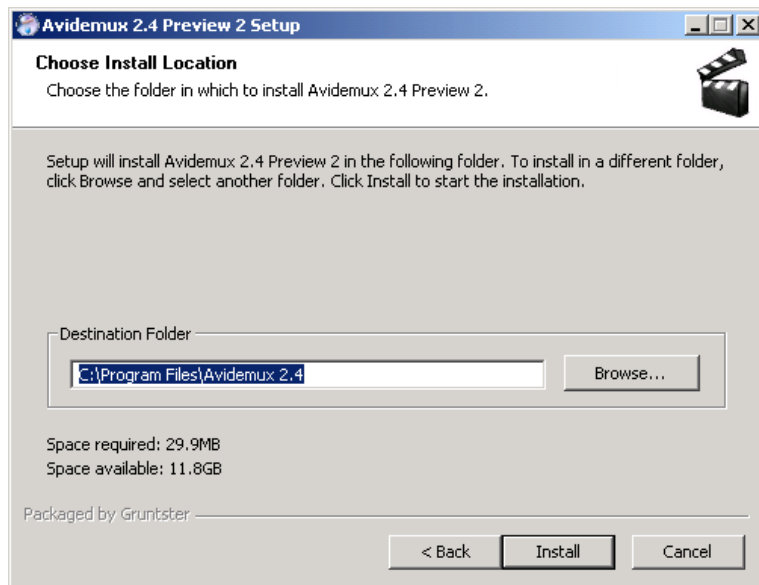 Avidemux 2.4 Preview 2 Setup
Choose Install Location
Choose the folder in which to install Avidemux 2.4 Preview 2.
Setup will install Avidemux 2.4 Preview 2 in the following folder. To install in a different folder,
click Browse and select another folder. Click Install to start the installation.
Destination Folder
C:\Program Files\Avidemux 2.4
Browse...
Space required: 29.9MB
Space available: 11.8GB
Packaged by Gruntster
< Back
Install
Cancel